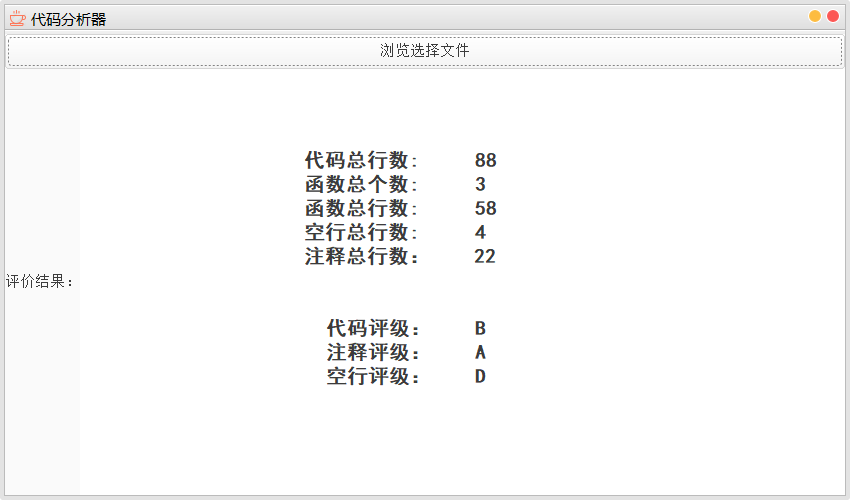 代码分析器
浏览选择文件
代码总行数: 88
函数总个数: 3
函数总行数: 58
空行总行数: 4
注释总行数： 22
评价结果：
代码评级： B
注释评级： A
空行评级： D